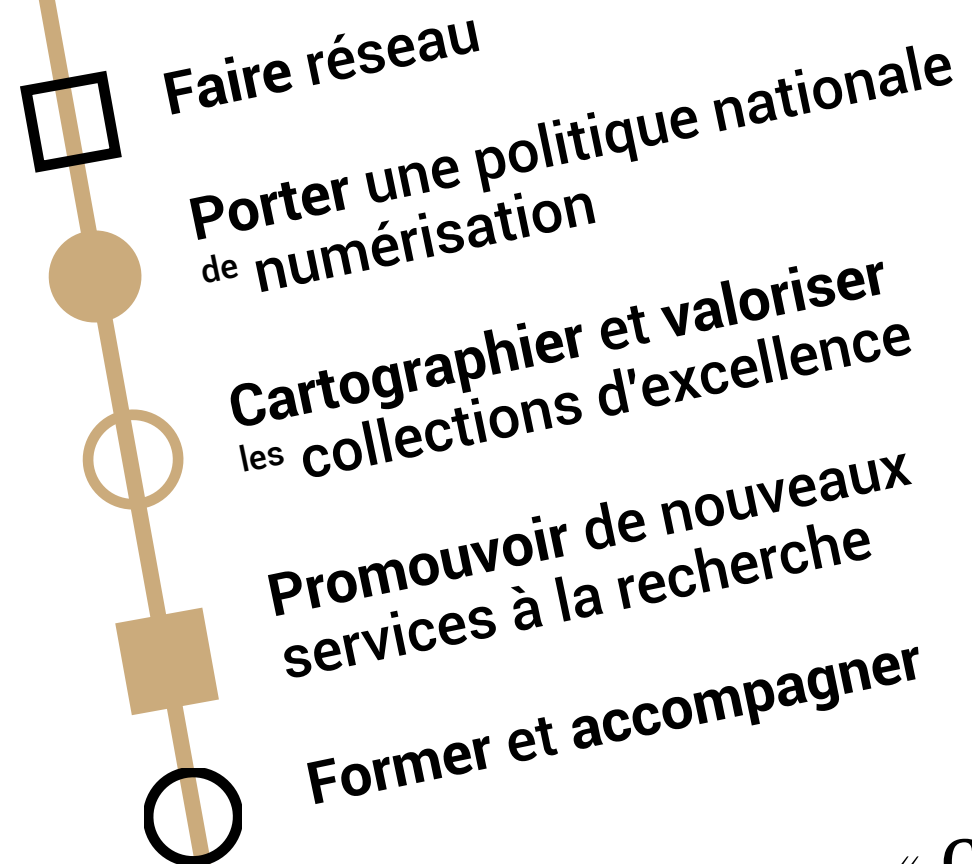 Faire réseau
Porter une politique nationale
de numérisation
Cartographier et valoriser
les collections d'excellence
Promouvoir de nouveaux
services à la recherche
Former et accompagner
«